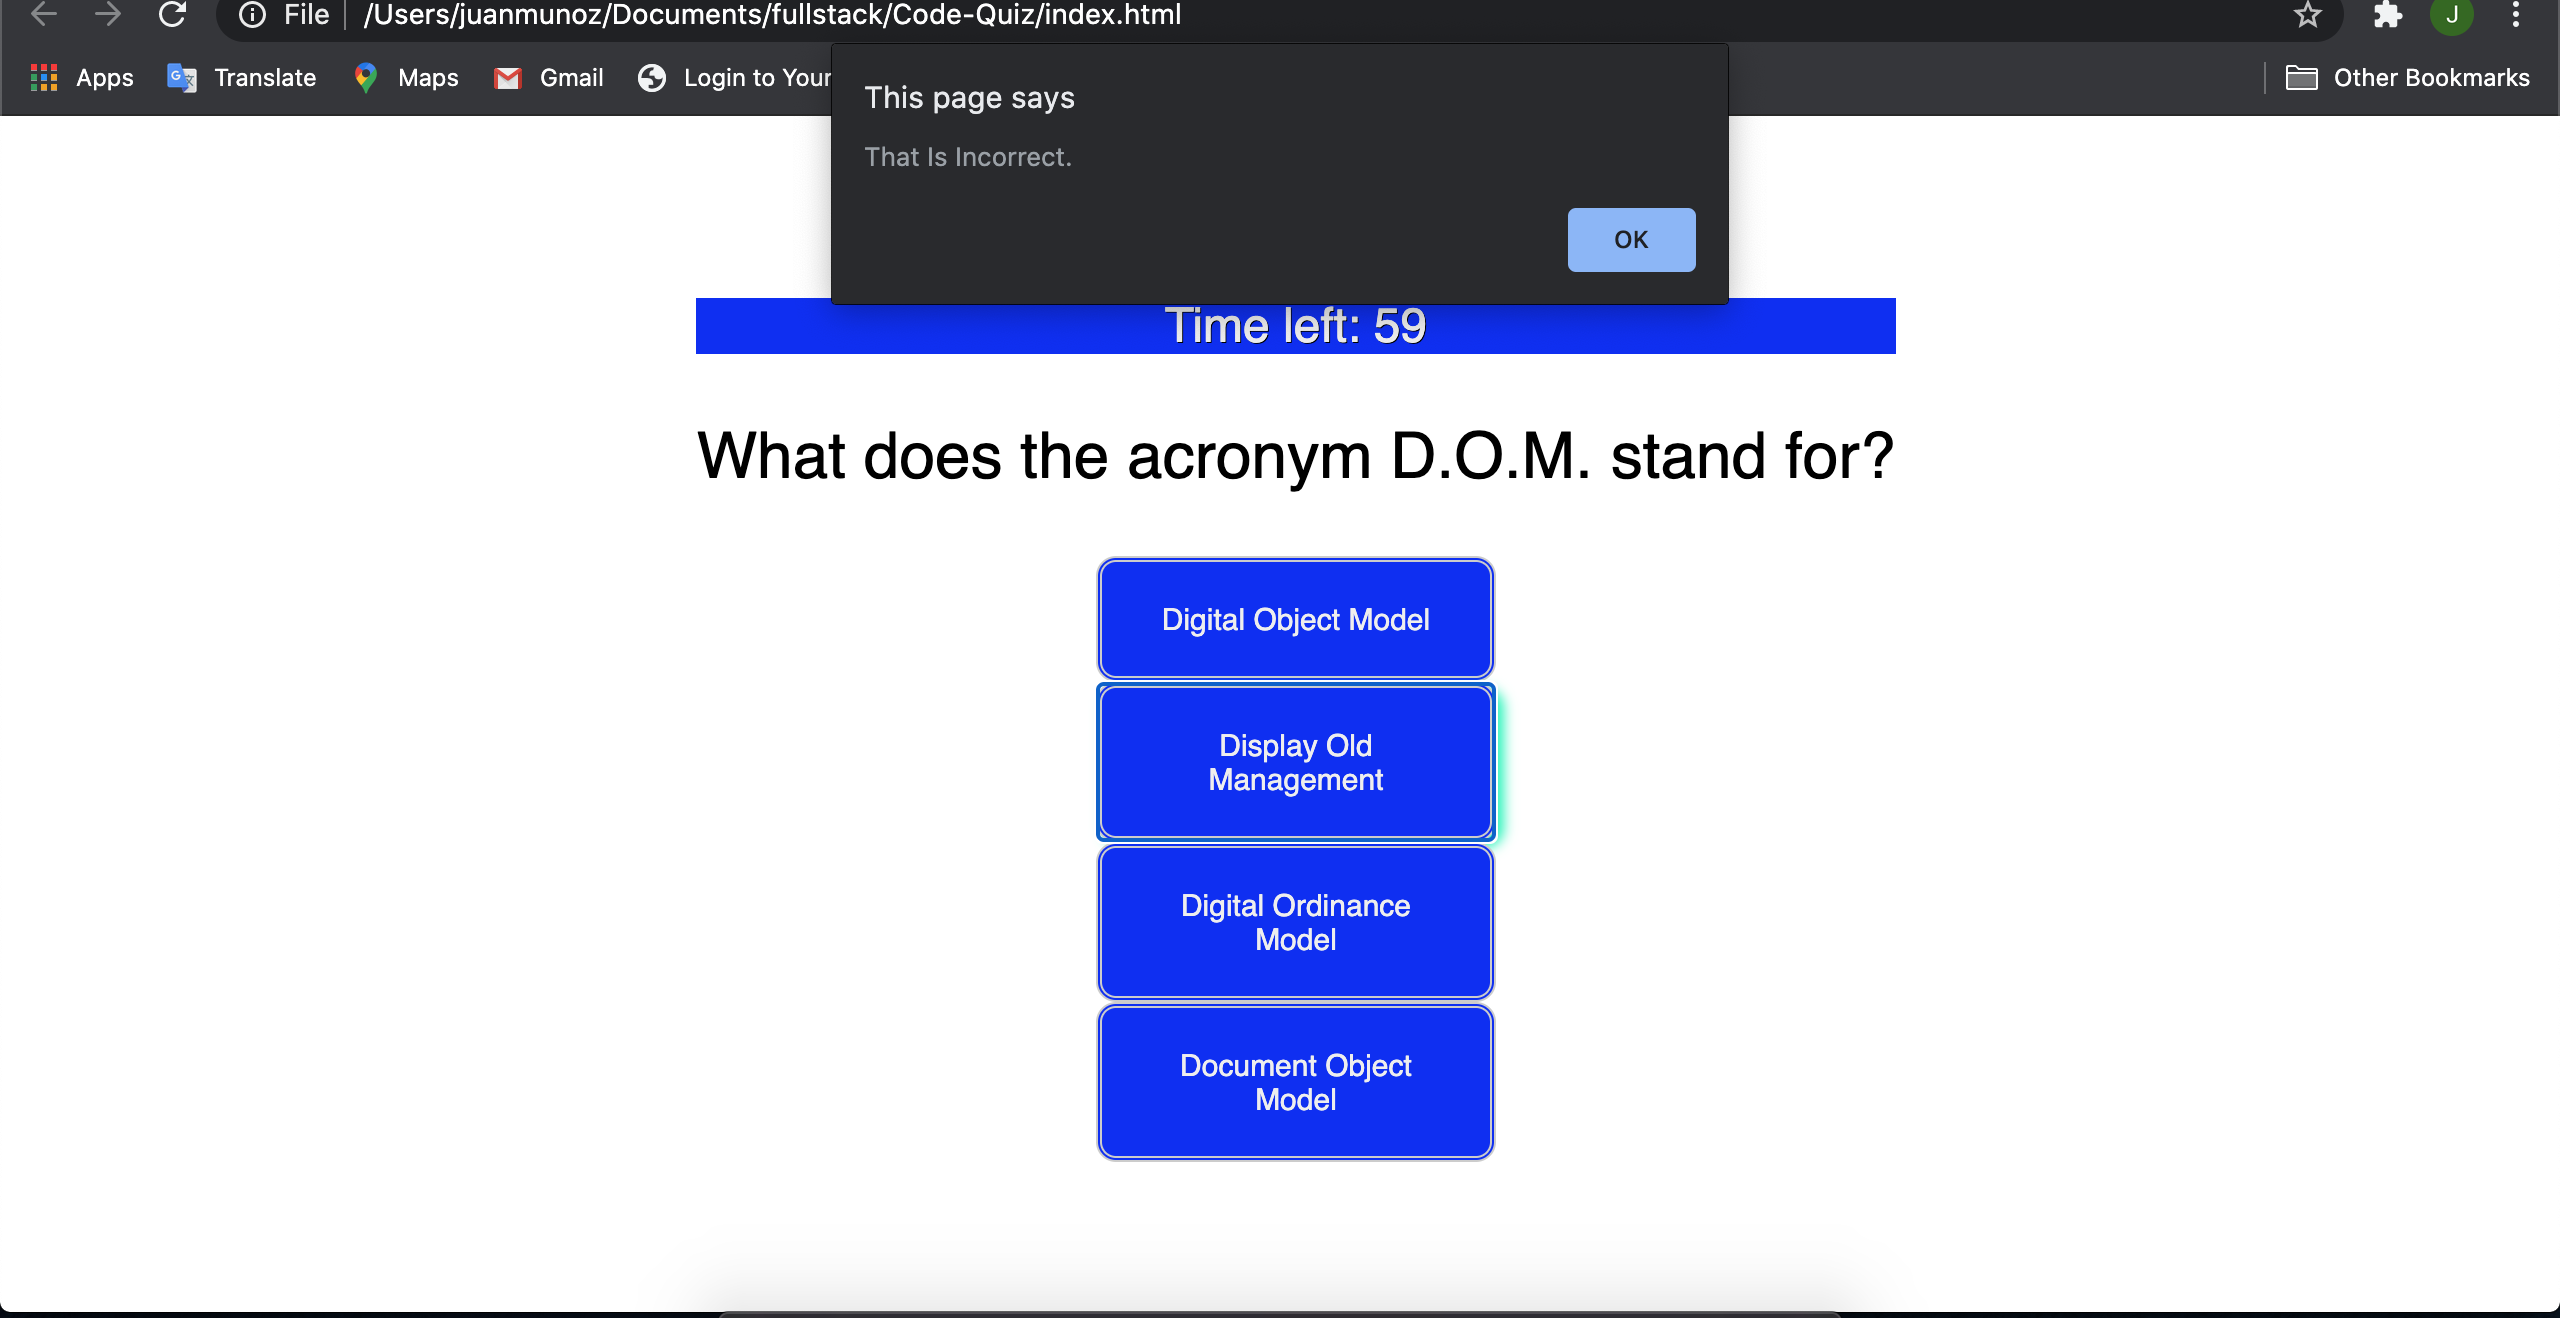 File /Users/juanmunoz/Documents/fullstack/Code-Quiz/index.html J
Apps Translate Maps Gmail Login to Your Other Bookmarks
This page says
That Is Incorrect.
OK
Time left: 59
What does the acronym D.O.M. stand for?
Digital Object Model
Display Old
Management
Digital Ordinance
Model
Document Object
Model